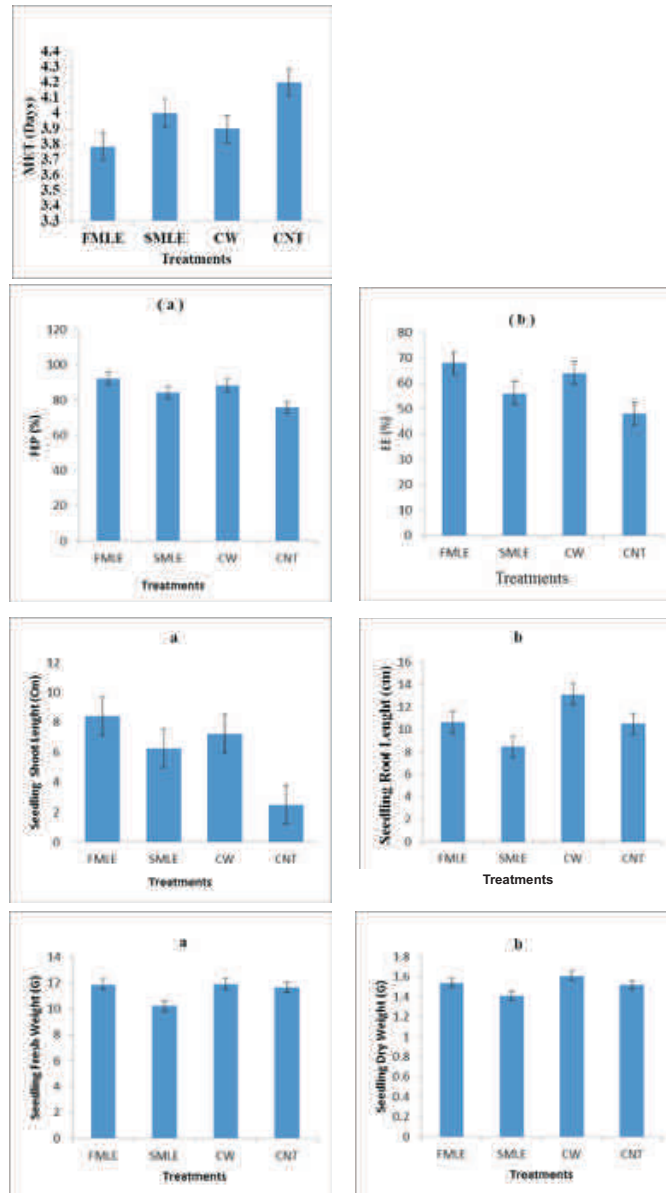 4.4
4.3
4.2
4.1
4
3.9
3.8
3.7
3.6
3.5
3.4
3.3
MET (Days)
FMLE SMLE CW CNT
Treatments
( a )
120
100
80
60
40
20
0
FEP (%)
FMLE SMLE CW CNT
Treatments
( b )
80
70
60
50
40
30
20
10
0
EE (%)
FMLE SMLE CW CNT
Treatments
a
12
10
8
6
4
2
0
Seedling Shoot Lenght (Cm)
FMLE SMLE CW CNT
Treatments
b
16
14
12
10
8
6
4
2
0
Seedling Root Lenght (cm)
FMLE SMLE CW CNT
Treatments
a
14
12
10
8
6
4
2
0
Seedling Fresh Weight (G)
FMLE SMLE CW CNT
Treatments
b
1.8
1.6
1.4
1.2
1
0.8
0.6
0.4
0.2
0
Seedling Dry Weight (G)
FMLE SMLE CW CNT
Treatments